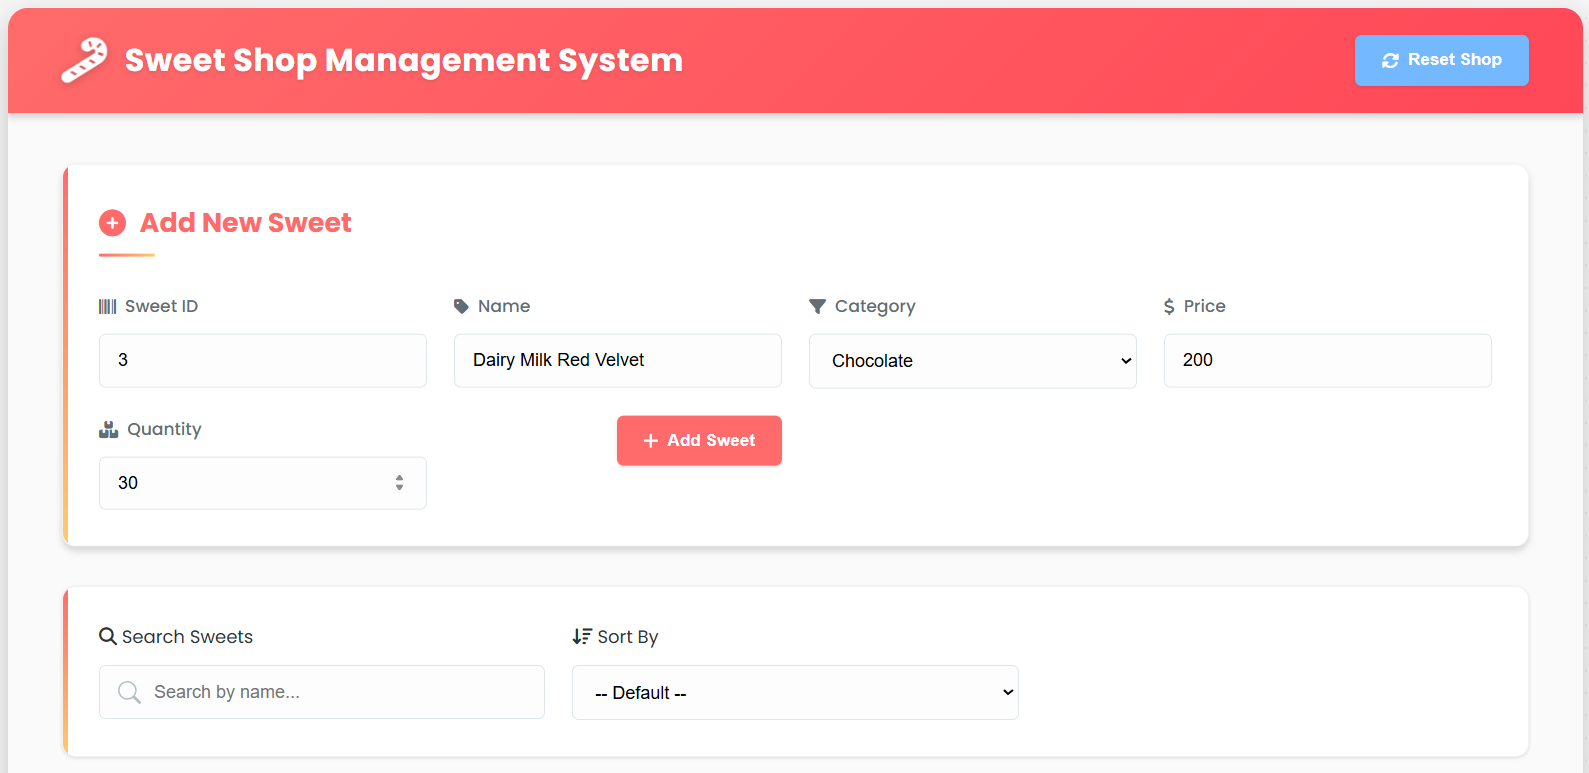 Sweet Shop Management System
Reset Shop
Add New Sweet
Sweet ID
Name
Category
$ Price
3
Dairy Milk Red Velvet
Chocolate
200
Quantity
+ Add Sweet
30
Search Sweets
Sort By
Search by name...
-- Default --